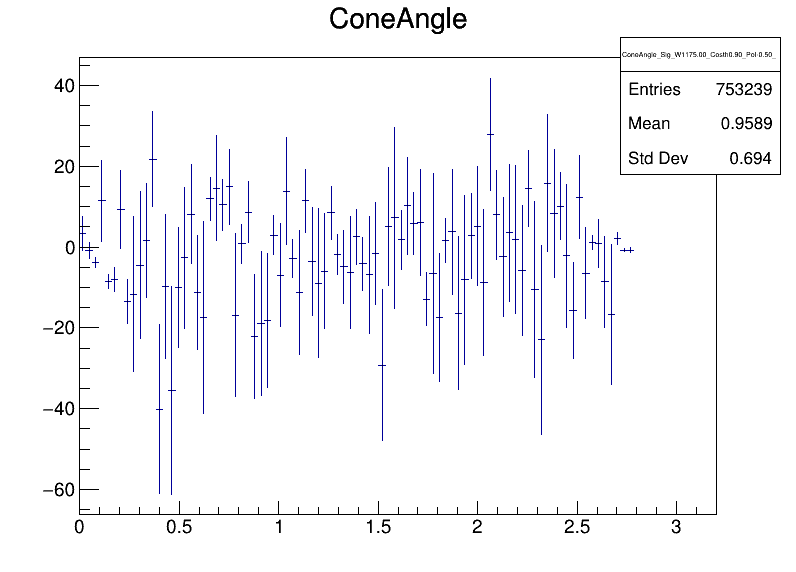 ConeAngle
ConeAngle_Sig_W1175.00_Costh0.90_Pol-0.50_
Entries 753239
Mean 0.9589
Std Dev 0.694
40
20
0
−20
−40
−60
0 0.5 1 1.5 2 2.5 3